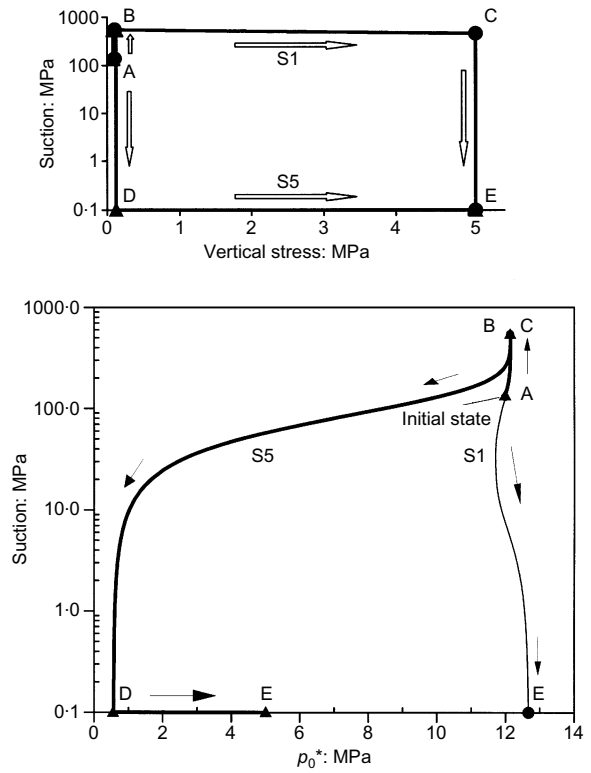 1000
B
C
100
A
S1
10
1
S5
D
E
0·1
0
1
2
3
4
5
Suction: MPa
Vertical stress: MPa
1000·0
B
C
100·0
A
Initial state
S5
S1
10·0
1·0
D
E
E
0·1
0
2
4
6
8
10
12
14
Suction: MPa
p₀*: MPa